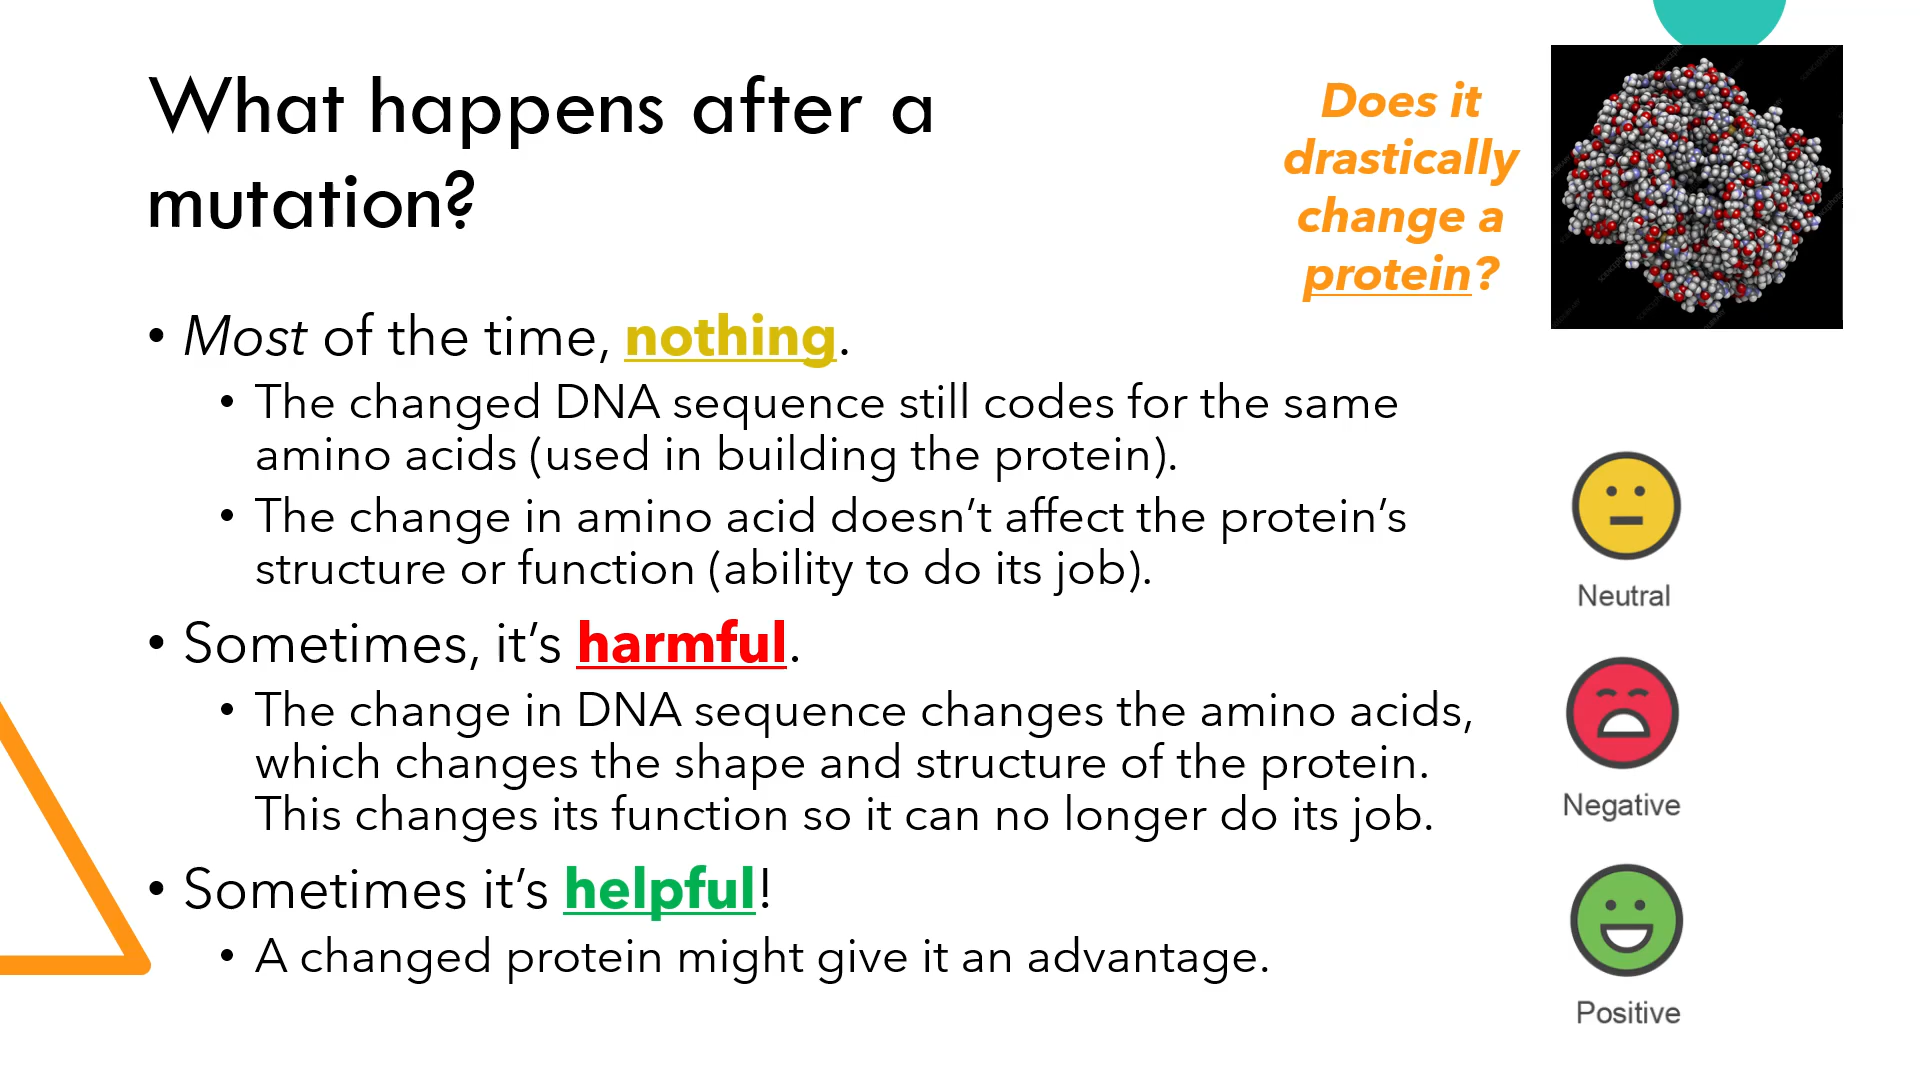 What happens after a
mutation?
Does it
drastically
change a
protein?
• Most of the time, nothing.
• The changed DNA sequence still codes for the same
amino acids (used in building the protein).
• The change in amino acid doesn’t affect the protein’s
structure or function (ability to do its job).
• Sometimes, it’s harmful.
• The change in DNA sequence changes the amino acids,
which changes the shape and structure of the protein.
This changes its function so it can no longer do its job.
• Sometimes it’s helpful!
• A changed protein might give it an advantage.
Neutral
Negative
Positive